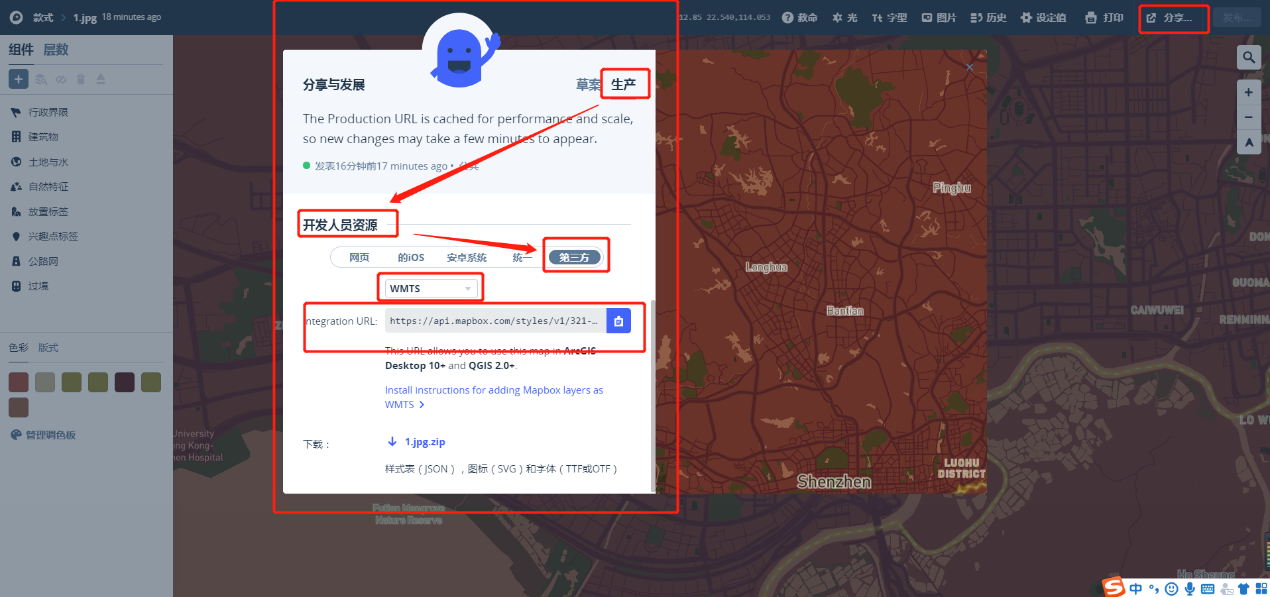 款式 1.jpg 18 minutes ago
12.85 22.540,114.053 救命 光 字型 图片 历史 设定值 打印 分享... 发布...
组件 层数
行政界限
建筑物
土地与水
自然特征
放置标签
兴趣点标签
公路网
过境
色彩 版式
管理调色板
分享与发展 草案 生产
The Production URL is cached for performance and scale,
so new changes may take a few minutes to appear.
发表16分钟前17 minutes ago • 公共
开发人员资源
网页 的iOS 安卓系统 统一 第三方
WMTS
ntegration URL: https://api.mapbox.com/styles/v1/321-…
This URL allows you to use this map in ArcGIS
Desktop 10+ and QGIS 2.0+.
Install instructions for adding Mapbox layers as
WMTS
下载： 1.jpg.zip
样式表（JSON），图标（SVG）和字体（TTF或OTF）
Pinghu
Longhua
Bantian
Shenzhen
LUOHU
DISTRICT
DON
GUOMA
CAIWUWEI
RENMINN
LO WU
University
ng Kong-
hen Hospital
Nature Reserve
中